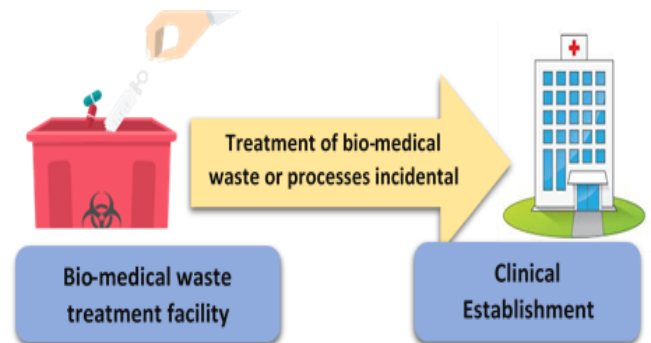 Treatment of bio-medical
waste or processes incidental
Bio-medical waste
treatment facility
Clinical
Establishment